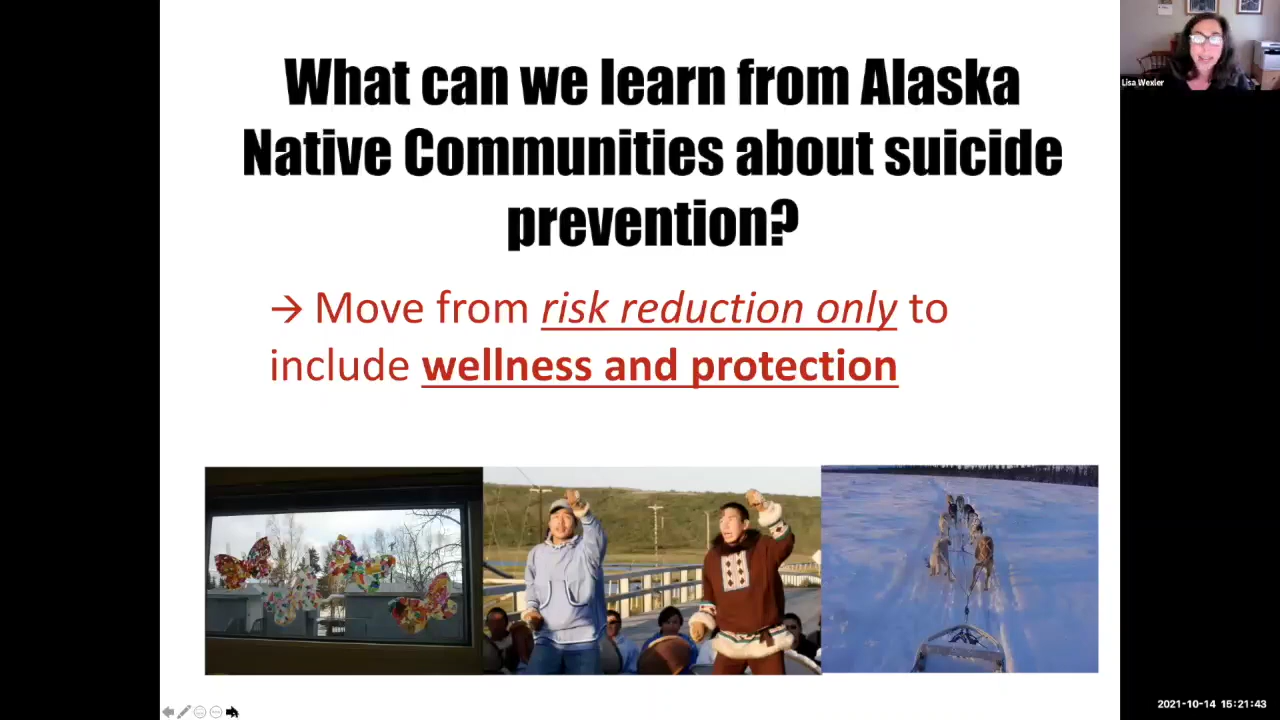 What can we learn from Alaska
Native Communities about suicide
prevention?
→ Move from risk reduction only to
include wellness and protection
Lisa Wexler
2021-10-14 15:21:43